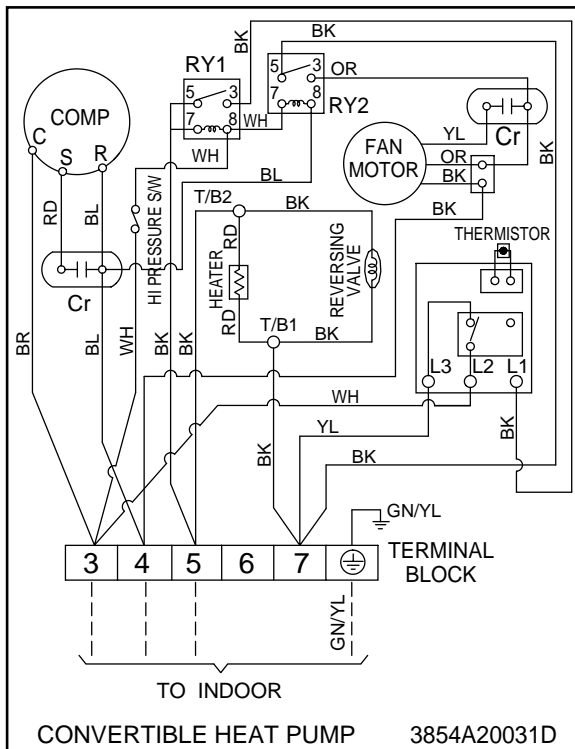 BK
BK
RY1
5 3
7 8
5 3
7 8
OR
RY2
WH
WH
BL
COMP
C
S
R
RD
BL
Cr
HI PRESSURE S/W
YL
Cr
FAN
MOTOR
OR
BK
BK
BK
THERMISTOR
T/B2
BK
RD
HEATER
RD
REVERSING
VALVE
T/B1
BK
L3 L2 L1
BR
BL
WH
BK
BK
WH
YL
BK
BK
BK
GN/YL
3 4 5 6 7
TERMINAL
BLOCK
GN/YL
TO INDOOR
CONVERTIBLE HEAT PUMP 3854A20031D